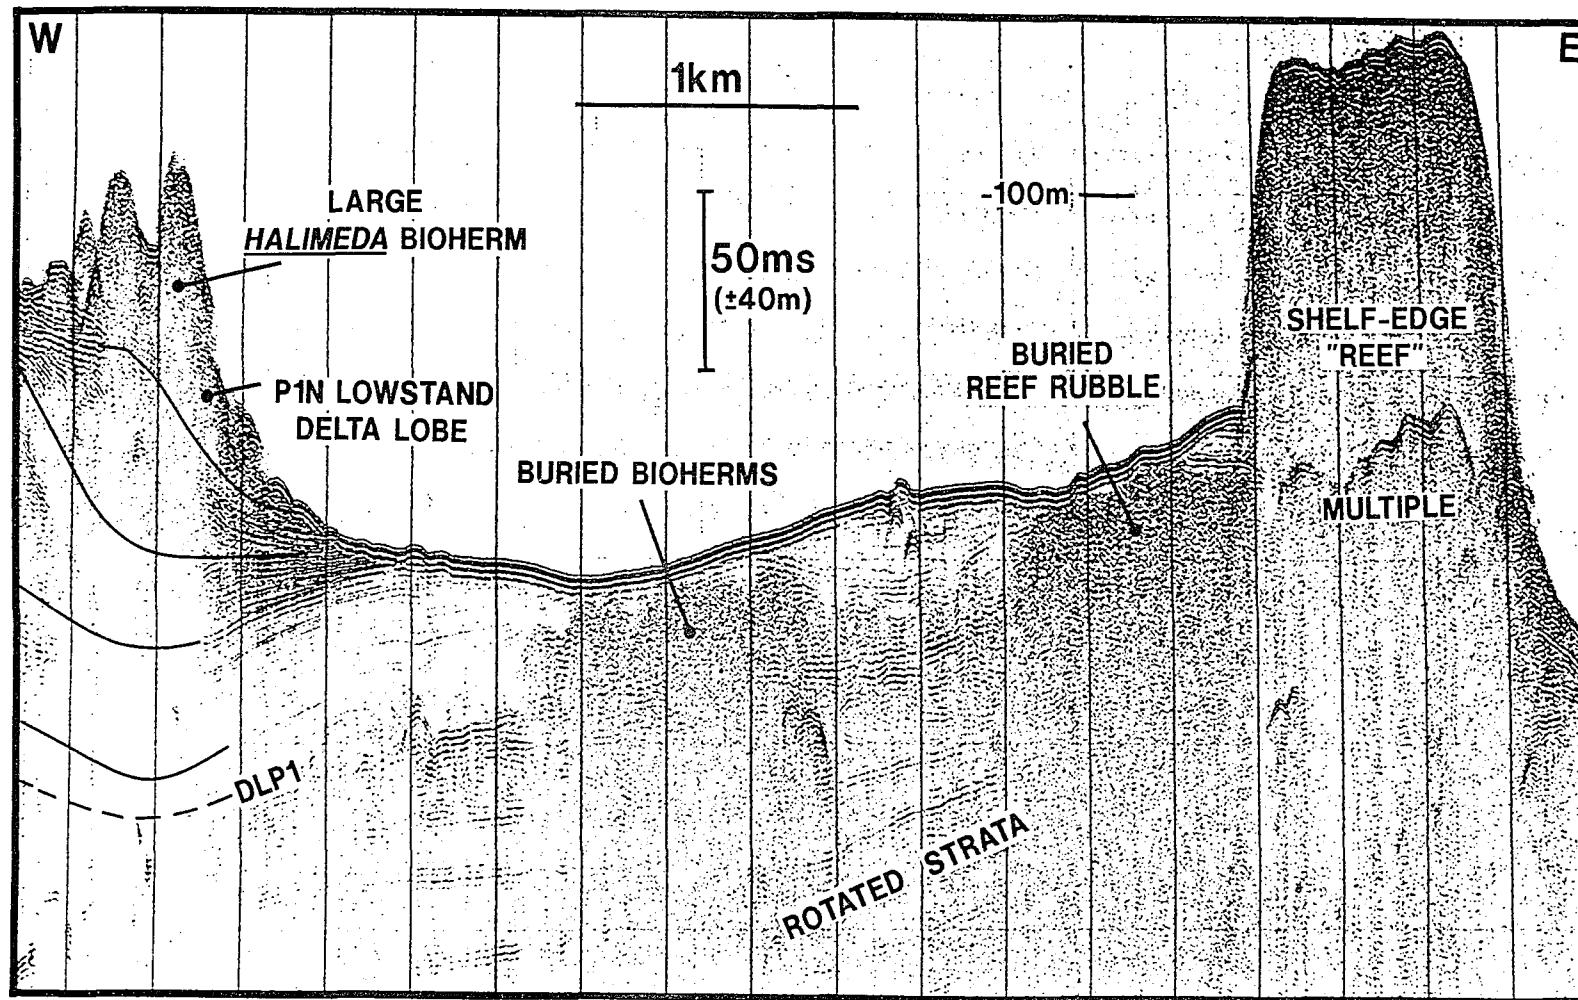 W
E
1km
-100m
LARGE
HALIMEDA BIOHERM
50ms
(±40m)
SHELF-EDGE
"REEF"
BURIED
REEF RUBBLE
P1N LOWSTAND
DELTA LOBE
BURIED BIOHERMS
MULTIPLE
DLP1
ROTATED STRATA